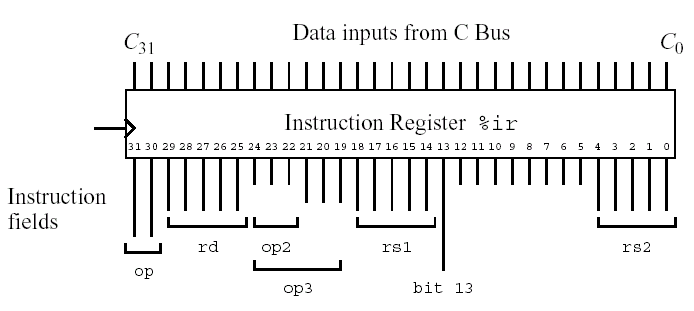 Data inputs from C Bus
C31
C0
Instruction Register %ir
31 30 29 28 27 26 25 24 23 22 21 20 19 18 17 16 15 14 13 12 11 10 9 8 7 6 5 4 3 2 1 0
Instruction
fields
rd
op2
rs1
rs2
op
op3
bit 13